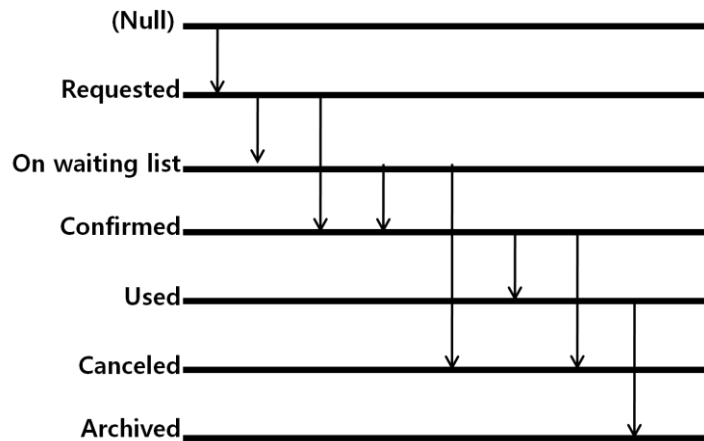 (Null)
Requested
On waiting list
Confirmed
Used
Canceled
Archived